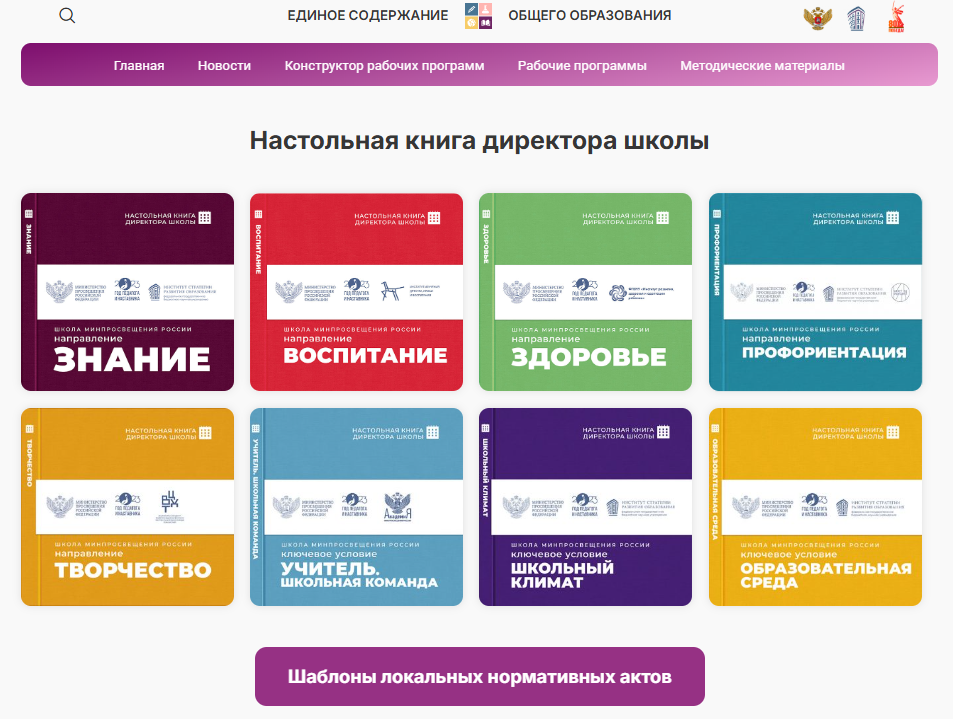 ЕДИНОЕ СОДЕРЖАНИЕ ОБЩЕГО ОБРАЗОВАНИЯ
Главная Новости Конструктор рабочих программ Рабочие программы Методические материалы
Настольная книга директора школы
ЗНАНИЕ
НАСТОЛЬНАЯ КНИГА
ДИРЕКТОРА ШКОЛЫ
МИНИСТЕРСТВО
ПРОСВЕЩЕНИЯ
РОССИЙСКОЙ
ФЕДЕРАЦИИ
ГОД ПЕДАГОГА
И НАСТАВНИКА
ИНСТИТУТ СТРАТЕГИИ
РАЗВИТИЯ ОБРАЗОВАНИЯ
ШКОЛА МИНПРОСВЕЩЕНИЯ РОССИИ
направление
ЗНАНИЕ
ВОСПИТАНИЕ
НАСТОЛЬНАЯ КНИГА
ДИРЕКТОРА ШКОЛЫ
МИНИСТЕРСТВО
ПРОСВЕЩЕНИЯ
РОССИЙСКОЙ
ФЕДЕРАЦИИ
ГОД ПЕДАГОГА
И НАСТАВНИКА
ШКОЛА МИНПРОСВЕЩЕНИЯ РОССИИ
направление
ВОСПИТАНИЕ
ЗДОРОВЬЕ
НАСТОЛЬНАЯ КНИГА
ДИРЕКТОРА ШКОЛЫ
МИНИСТЕРСТВО
ПРОСВЕЩЕНИЯ
РОССИЙСКОЙ
ФЕДЕРАЦИИ
ГОД ПЕДАГОГА
И НАСТАВНИКА
ШКОЛА МИНПРОСВЕЩЕНИЯ РОССИИ
направление
ЗДОРОВЬЕ
ПРОФОРИЕНТАЦИЯ
НАСТОЛЬНАЯ КНИГА
ДИРЕКТОРА ШКОЛЫ
МИНИСТЕРСТВО
ПРОСВЕЩЕНИЯ
РОССИЙСКОЙ
ФЕДЕРАЦИИ
ГОД ПЕДАГОГА
И НАСТАВНИКА
ИНСТИТУТ СТРАТЕГИИ
РАЗВИТИЯ ОБРАЗОВАНИЯ
ШКОЛА МИНПРОСВЕЩЕНИЯ РОССИИ
направление
ПРОФОРИЕНТАЦИЯ
ТВОРЧЕСТВО
НАСТОЛЬНАЯ КНИГА
ДИРЕКТОРА ШКОЛЫ
МИНИСТЕРСТВО
ПРОСВЕЩЕНИЯ
РОССИЙСКОЙ
ФЕДЕРАЦИИ
ГОД ПЕДАГОГА
И НАСТАВНИКА
ШКОЛА МИНПРОСВЕЩЕНИЯ РОССИИ
направление
ТВОРЧЕСТВО
УЧИТЕЛЬ. ШКОЛЬНАЯ КОМАНДА
НАСТОЛЬНАЯ КНИГА
ДИРЕКТОРА ШКОЛЫ
МИНИСТЕРСТВО
ПРОСВЕЩЕНИЯ
РОССИЙСКОЙ
ФЕДЕРАЦИИ
ГОД ПЕДАГОГА
И НАСТАВНИКА
ШКОЛА МИНПРОСВЕЩЕНИЯ РОССИИ
ключевое условие
УЧИТЕЛЬ.
ШКОЛЬНАЯ КОМАНДА
ШКОЛЬНЫЙ КЛИМАТ
НАСТОЛЬНАЯ КНИГА
ДИРЕКТОРА ШКОЛЫ
МИНИСТЕРСТВО
ПРОСВЕЩЕНИЯ
РОССИЙСКОЙ
ФЕДЕРАЦИИ
ГОД ПЕДАГОГА
И НАСТАВНИКА
ИНСТИТУТ СТРАТЕГИИ
РАЗВИТИЯ ОБРАЗОВАНИЯ
ШКОЛА МИНПРОСВЕЩЕНИЯ РОССИИ
ключевое условие
ШКОЛЬНЫЙ
КЛИМАТ
ОБРАЗОВАТЕЛЬНАЯ СРЕДА
НАСТОЛЬНАЯ КНИГА
ДИРЕКТОРА ШКОЛЫ
МИНИСТЕРСТВО
ПРОСВЕЩЕНИЯ
РОССИЙСКОЙ
ФЕДЕРАЦИИ
ГОД ПЕДАГОГА
И НАСТАВНИКА
ИНСТИТУТ СТРАТЕГИИ
РАЗВИТИЯ ОБРАЗОВАНИЯ
ШКОЛА МИНПРОСВЕЩЕНИЯ РОССИИ
ключевое условие
ОБРАЗОВАТЕЛЬНАЯ
СРЕДА
Шаблоны локальных нормативных актов